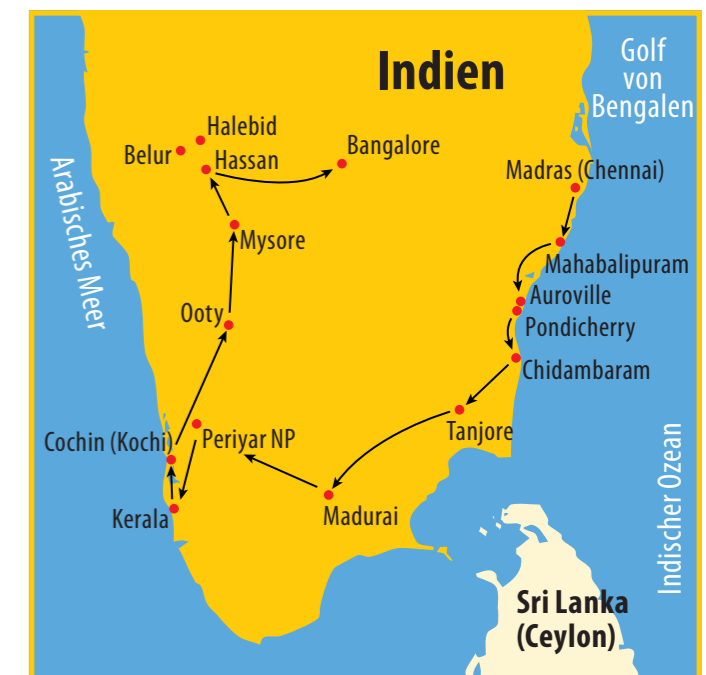 Indien
Golf
von
Bengalen
Halebid
Belur
Hassan
Bangalore
Madras (Chennai)
Arabisches Meer
Mysore
Mahabalipuram
Auroville
Ooty
Pondicherry
Chidambaram
Cochin (Kochi)
Periyar NP
Tanjore
Kerala
Madurai
Indischer Ozean
Sri Lanka
(Ceylon)